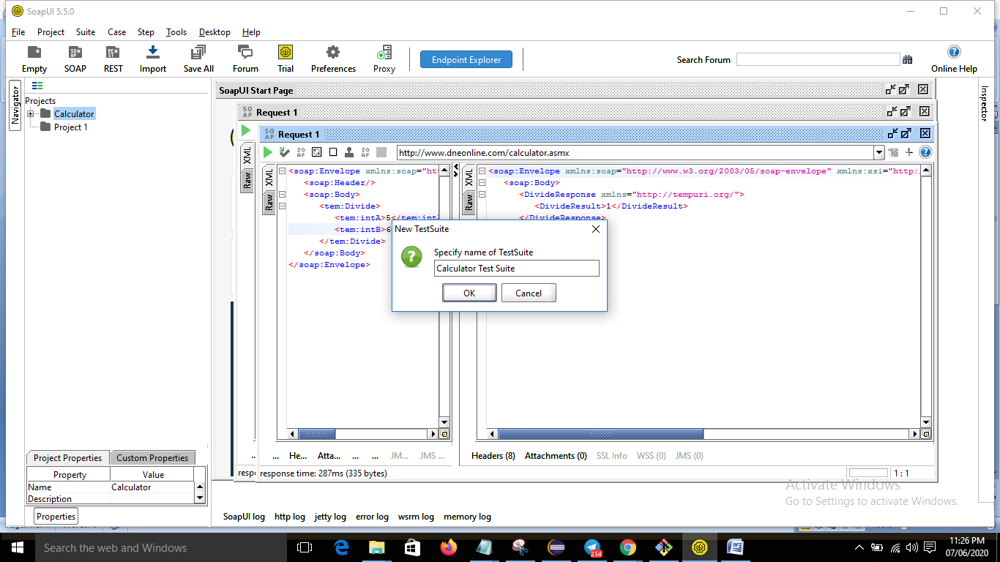 SoapUI 5.5.0
File Project Suite Case Step Tools Desktop Help
Empty SOAP REST Import Save All Forum Trial Preferences Proxy Endpoint Explorer Search Forum Online Help
Navigator
Projects
Calculator
Project 1
SoapUI Start Page
Request 1
Request 1
http://www.dneonline.com/calculator.asmx
XML
Raw
XML
Raw
<soap:Envelope xmlns:soap="htt
<soap:Header/>
<soap:Body>
<tem:Divide>
<tem:intA>5</tem:int
<tem:intB>6
</tem:Divide>
</soap:Body>
</soap:Envelope>
XML
Raw
<soap:Envelope xmlns:soap="http://www.w3.org/2003/05/soap-envelope" xmlns:xsi="http:
<soap:Body>
<DivideResponse xmlns="http://tempuri.org/">
<DivideResult>1</DivideResult>
</DivideResponse>
New TestSuite
Specify name of TestSuite
Calculator Test Suite
OK Cancel
Inspector
... ... He... Atta... ... ... JM... JMS ...
Headers (8) Attachments (0) SSL Info WSS (0) JMS (0)
respo response time: 287ms (335 bytes) 1 : 1
Project Properties Custom Properties
Property Value
Name Calculator
Description
Properties
SoapUI log http log jetty log error log wsrm log memory log
Activate Windows
Go to Settings to activate Windows.
Search the web and Windows
254
11:26 PM
07/06/2020